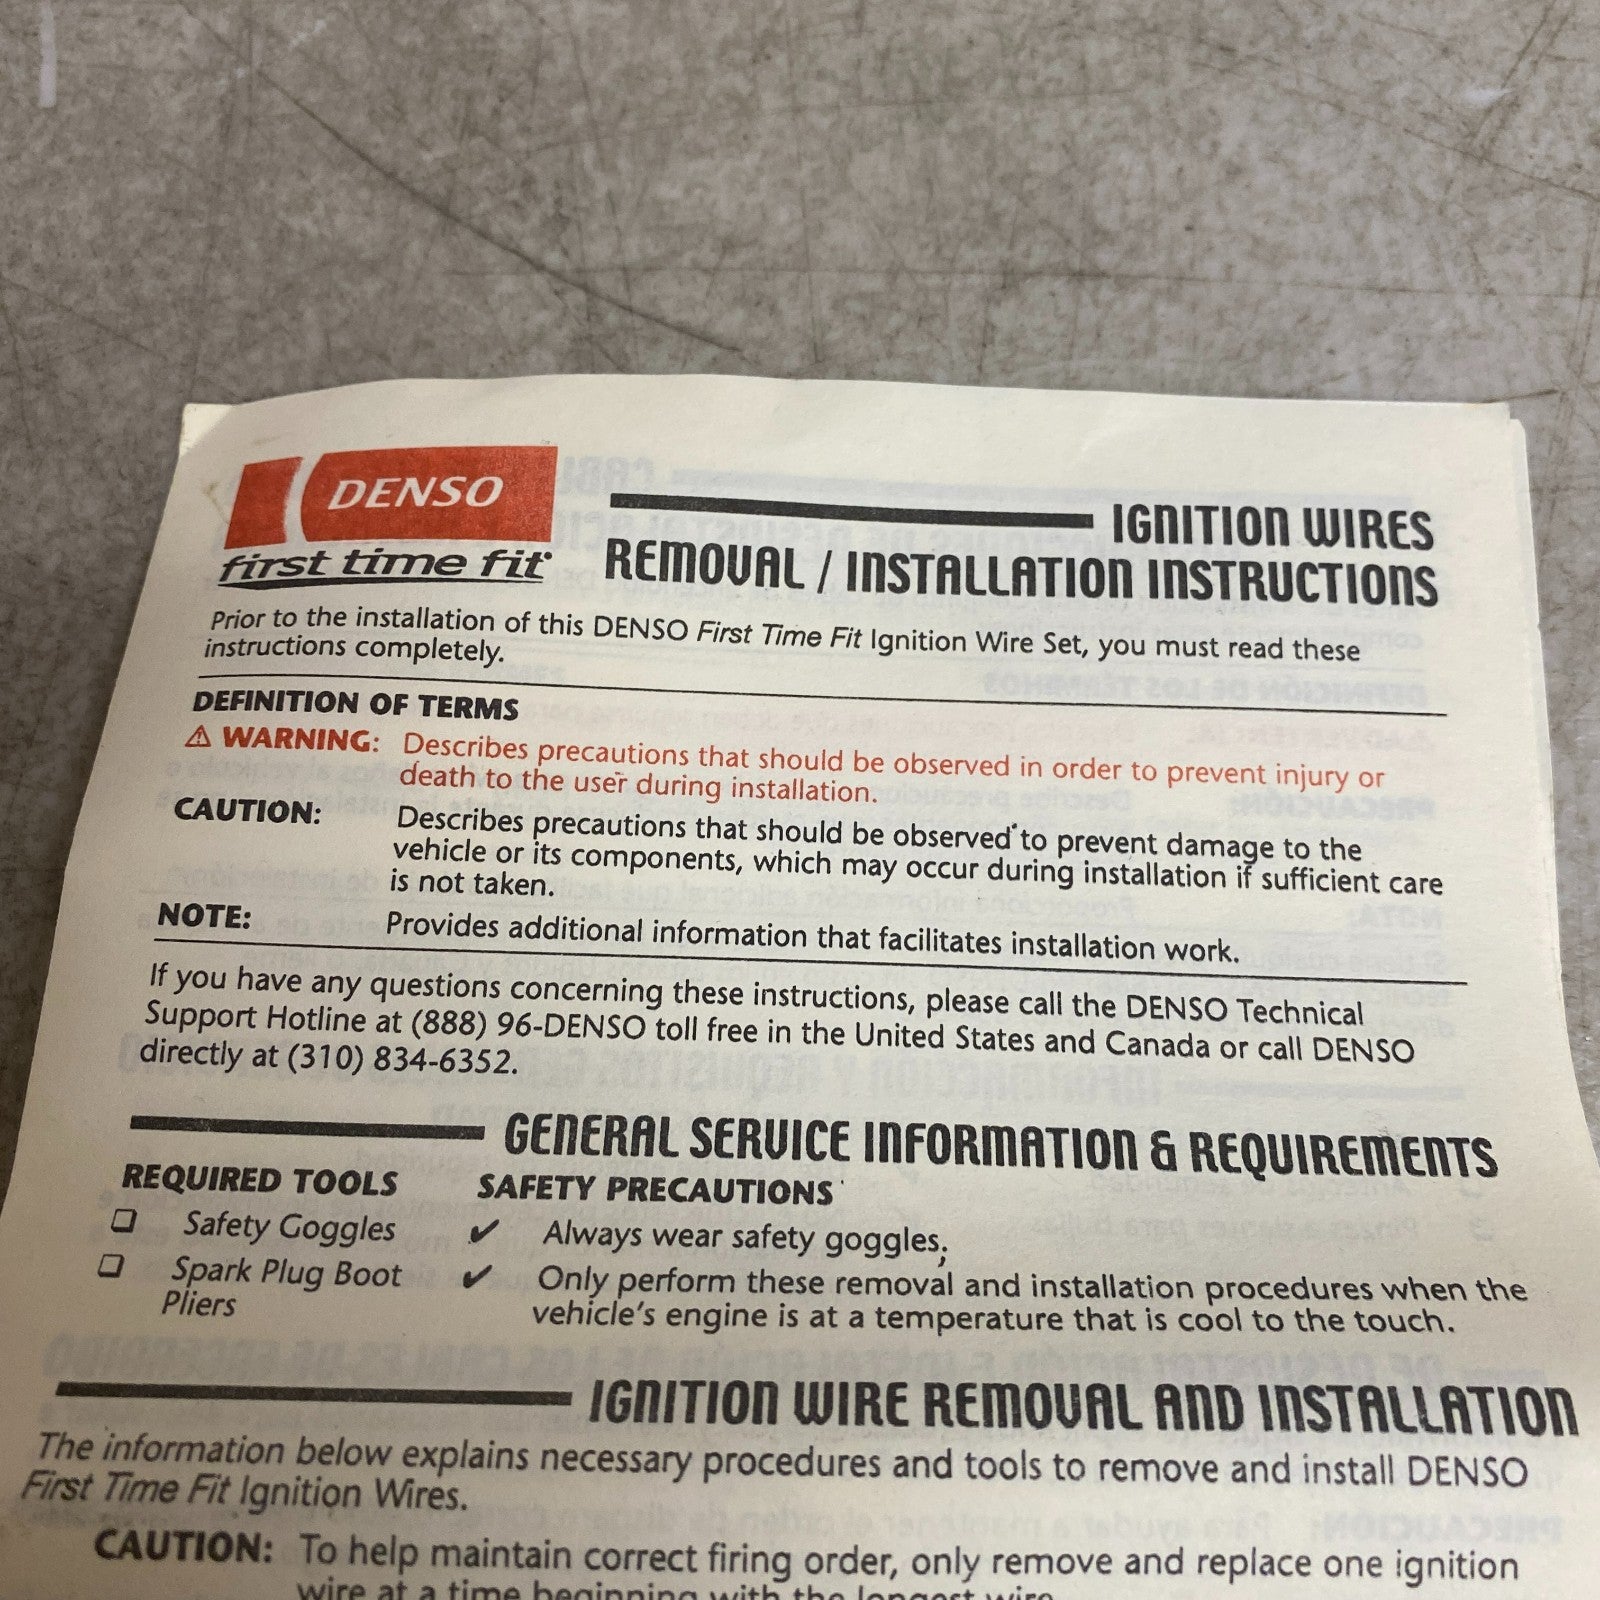 DENSO
first time fit®
IGNITION WIRES
REMOVAL / INSTALLATION INSTRUCTIONS
Prior to the installation of this DENSO First Time Fit Ignition Wire Set, you must read these
instructions completely.
DEFINITION OF TERMS
⚠ WARNING: Describes precautions that should be observed in order to prevent injury or
death to the user during installation.
CAUTION: Describes precautions that should be observed to prevent damage to the
vehicle or its components, which may occur during installation if sufficient care
is not taken.
NOTE: Provides additional information that facilitates installation work.
If you have any questions concerning these instructions, please call the DENSO Technical
Support Hotline at (888) 96-DENSO toll free in the United States and Canada or call DENSO
directly at (310) 834-6352.
GENERAL SERVICE INFORMATION & REQUIREMENTS
REQUIRED TOOLS
❏ Safety Goggles
❏ Spark Plug Boot
Pliers
SAFETY PRECAUTIONS
✔ Always wear safety goggles;
✔ Only perform these removal and installation procedures when the
vehicle's engine is at a temperature that is cool to the touch.
IGNITION WIRE REMOVAL AND INSTALLATION
The information below explains necessary procedures and tools to remove and install DENSO
First Time Fit Ignition Wires.
CAUTION: To help maintain correct firing order, only remove and replace one ignition
wire at a time beginning with the longest wire